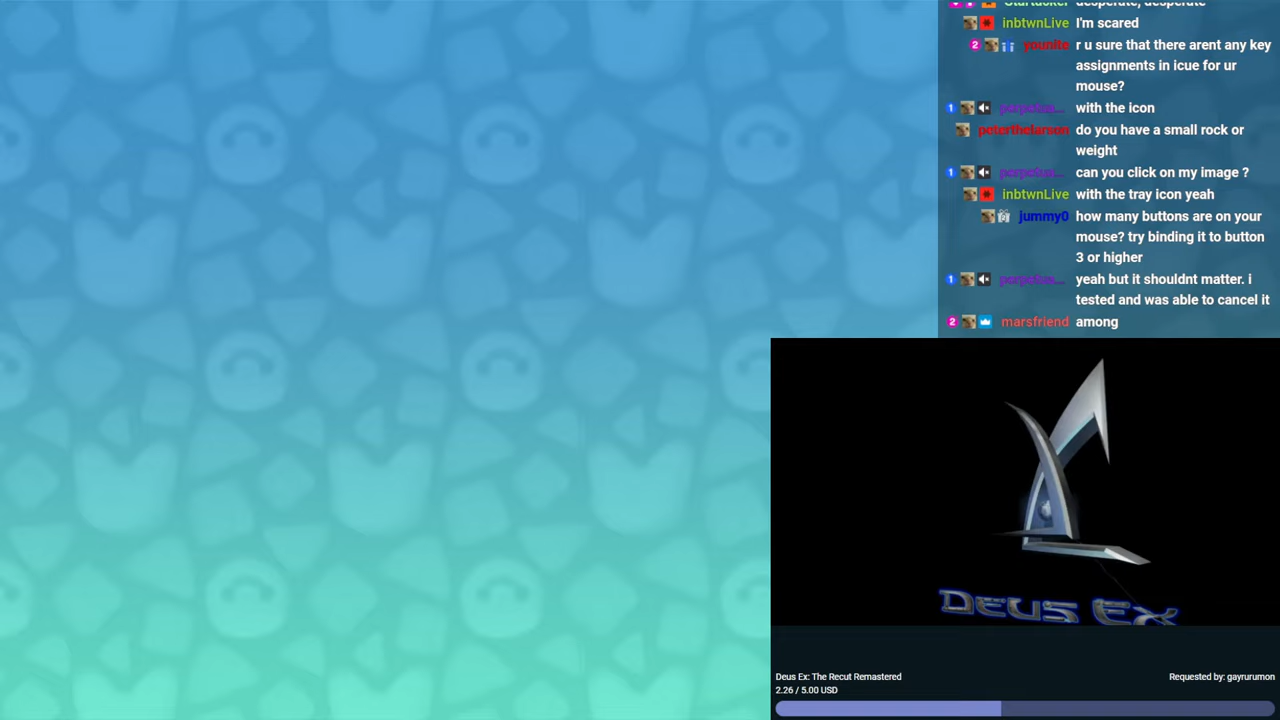 desperate, desperate
inbtwnLive I'm scared
younite r u sure that there arent any key
assignments in icue for ur
mouse?
with the icon
peterthelarson do you have a small rock or
weight
can you click on my image ?
inbtwnLive with the tray icon yeah
jummy0 how many buttons are on your
mouse? try binding it to button
3 or higher
yeah but it shouldnt matter. i
tested and was able to cancel it
marsfriend among
DEUS EX
Deus Ex: The Recut Remastered
Requested by: gayrurumon
2.26 / 5.00 USD